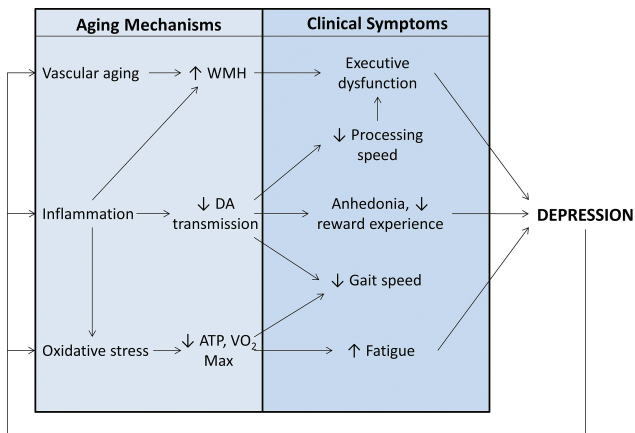 Aging Mechanisms
Clinical Symptoms
Vascular aging
↑ WMH
Executive
dysfunction
↓ Processing
speed
Inflammation
↓ DA
transmission
Anhedonia, ↓
reward experience
DEPRESSION
↓ Gait speed
Oxidative stress
↓ ATP, VO₂
Max
↑ Fatigue